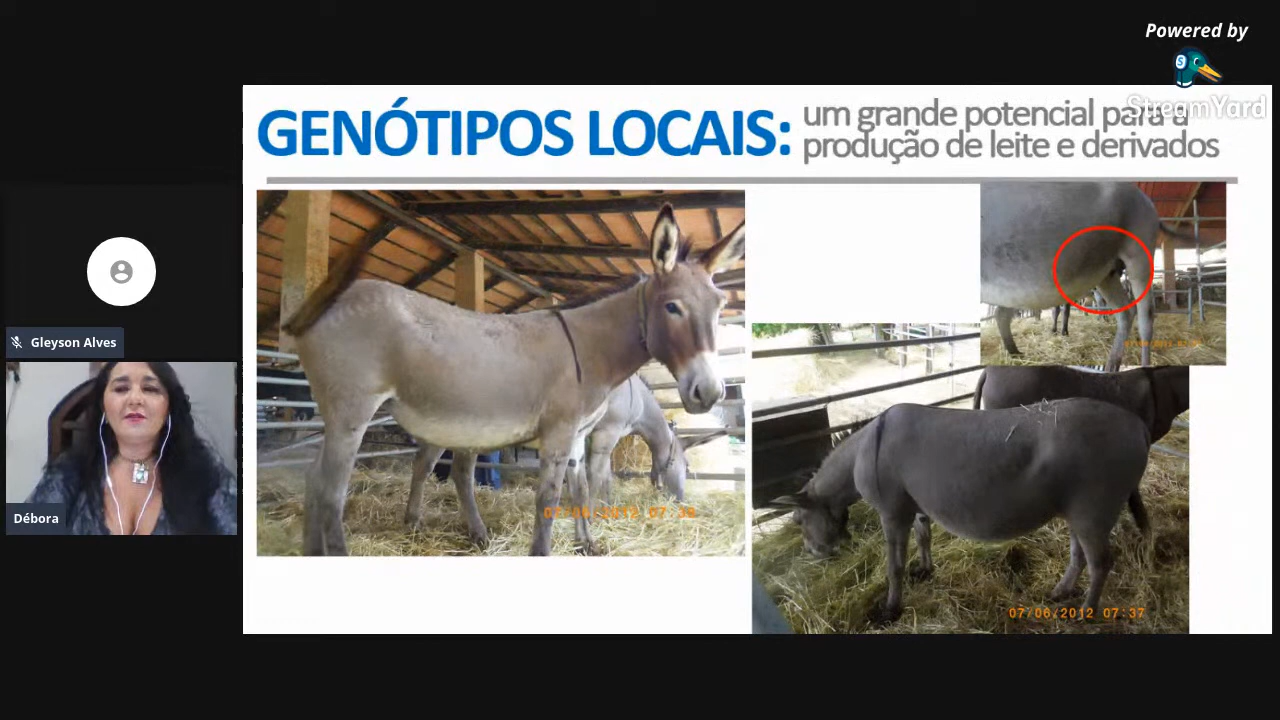 Powered by
StreamYard
GENÓTIPOS LOCAIS:
um grande potencial para a
produção de leite e derivados
Gleyson Alves
Débora
07/06/2012 07:37